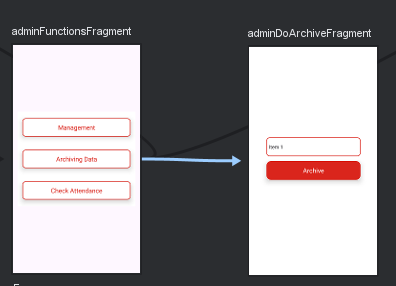 adminFunctionsFragment
Management
Archiving Data
Check Attendance
adminDoArchiveFragment
Item 1
Archive